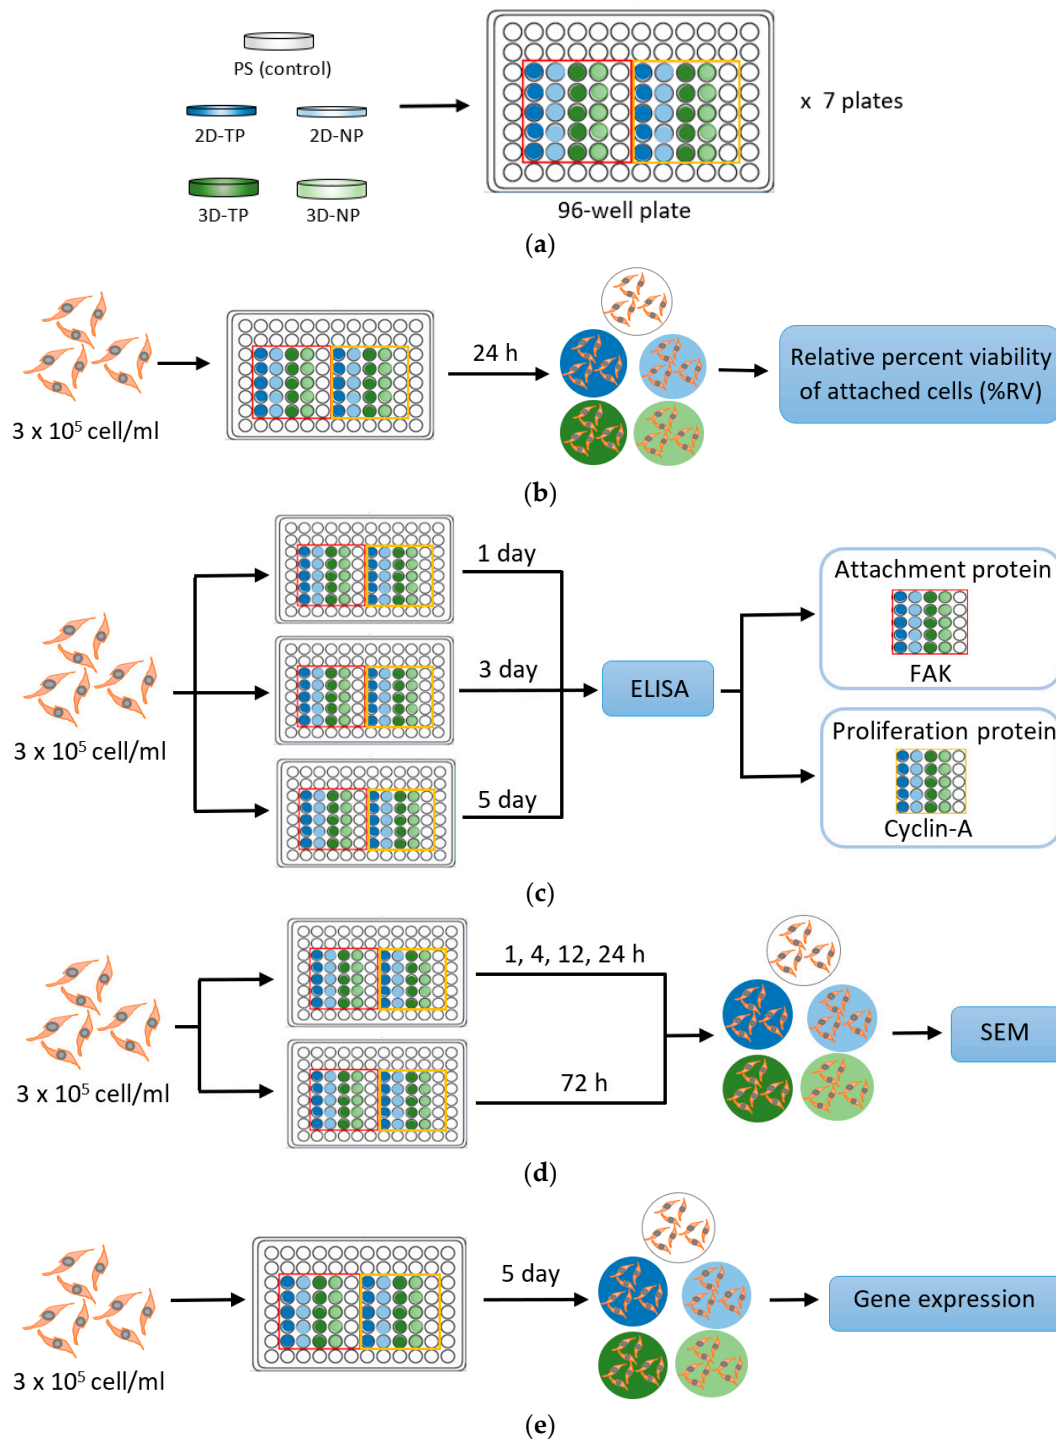 PS (control)
2D-TP
2D-NP
3D-TP
3D-NP
x 7 plates
96-well plate
(a)
3 x 10⁵ cell/ml
24 h
Relative percent viability
of attached cells (%RV)
(b)
3 x 10⁵ cell/ml
1 day
3 day
5 day
ELISA
Attachment protein
FAK
Proliferation protein
Cyclin-A
(c)
3 x 10⁵ cell/ml
1, 4, 12, 24 h
72 h
SEM
(d)
3 x 10⁵ cell/ml
5 day
Gene expression
(e)